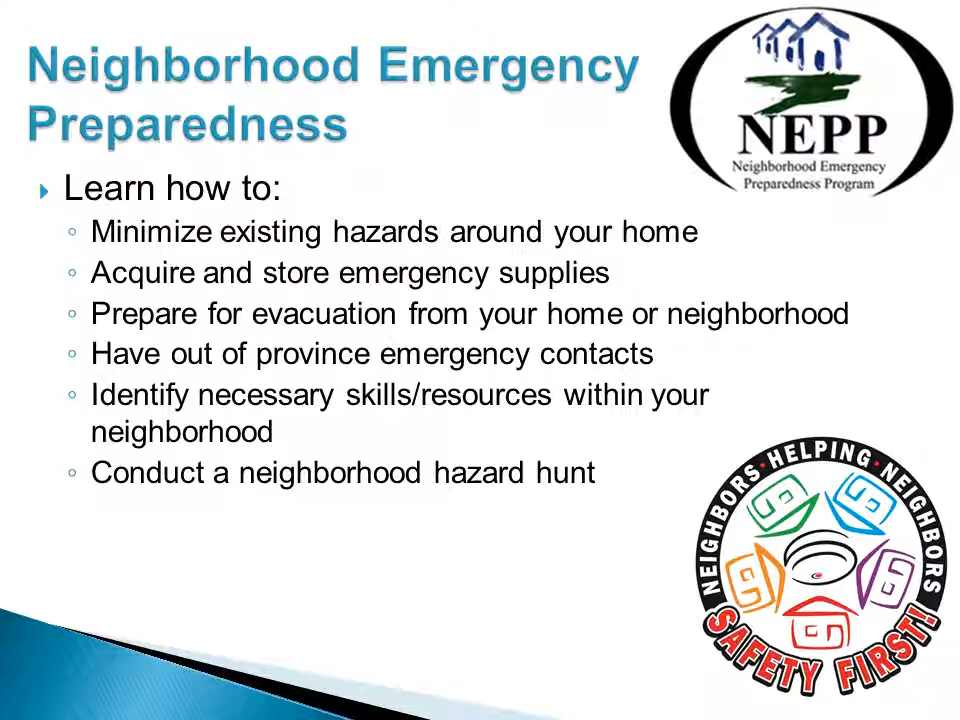 Neighborhood Emergency
Preparedness
NEPP
Neighborhood Emergency
Preparedness Program
Learn how to:
Minimize existing hazards around your home
Acquire and store emergency supplies
Prepare for evacuation from your home or neighborhood
Have out of province emergency contacts
Identify necessary skills/resources within your
neighborhood
Conduct a neighborhood hazard hunt
NEIGHBORS·HELPING·NEIGHBORS
SAFETY FIRST!